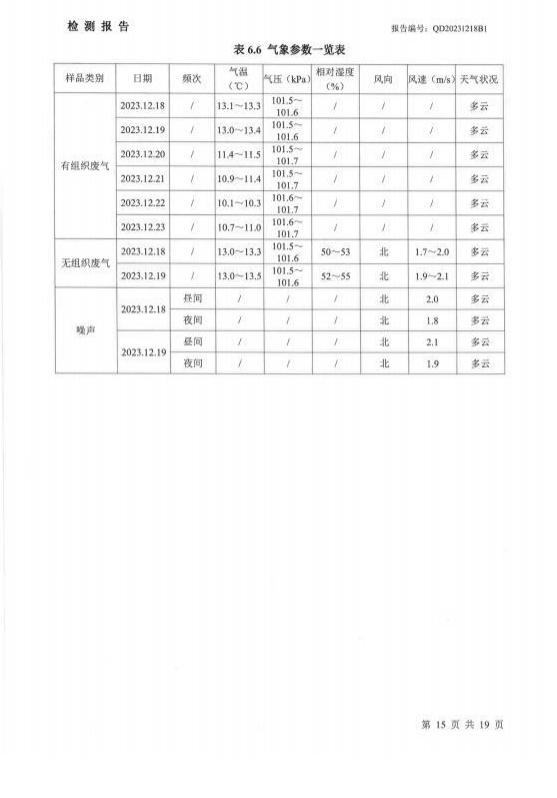 检 测 报 告
报告编号：QD20231218B1
表 6.6 气象参数一览表
样品类别 日期 频次 气温（℃） 气压（kPa） 相对湿度（%） 风向 风速（m/s） 天气状况
有组织废气 2023.12.18 / 13.1～13.3 101.5～101.6 / / / 多云
2023.12.19 / 13.0～13.4 101.5～101.6 / / / 多云
2023.12.20 / 11.4～11.5 101.5～101.7 / / / 多云
2023.12.21 / 10.9～11.4 101.5～101.7 / / / 多云
2023.12.22 / 10.1～10.3 101.6～101.7 / / / 多云
2023.12.23 / 10.7～11.0 101.6～101.7 / / / 多云
无组织废气 2023.12.18 / 13.0～13.3 101.5～101.6 50～53 北 1.7～2.0 多云
2023.12.19 / 13.0～13.5 101.5～101.6 52～55 北 1.9～2.1 多云
噪声 2023.12.18 昼间 / / / 北 2.0 多云
夜间 / / / 北 1.8 多云
2023.12.19 昼间 / / / 北 2.1 多云
夜间 / / / 北 1.9 多云
第 15 页 共 19 页